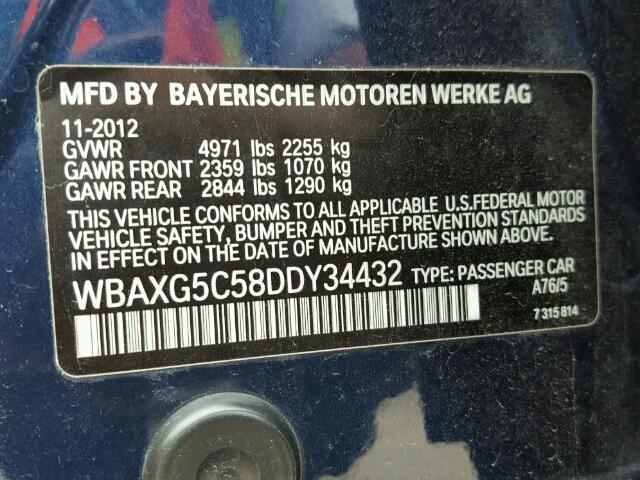 MFD BY BAYERISCHE MOTOREN WERKE AG
11-2012
GVWR 4971 lbs 2255 kg
GAWR FRONT 2359 lbs 1070 kg
GAWR REAR 2844 lbs 1290 kg
THIS VEHICLE CONFORMS TO ALL APPLICABLE U.S.FEDERAL MOTOR
VEHICLE SAFETY, BUMPER AND THEFT PREVENTION STANDARDS
IN EFFECT ON THE DATE OF MANUFACTURE SHOWN ABOVE.
WBAXG5C58DDY34432 TYPE: PASSENGER CAR
A76/5
7 315 814